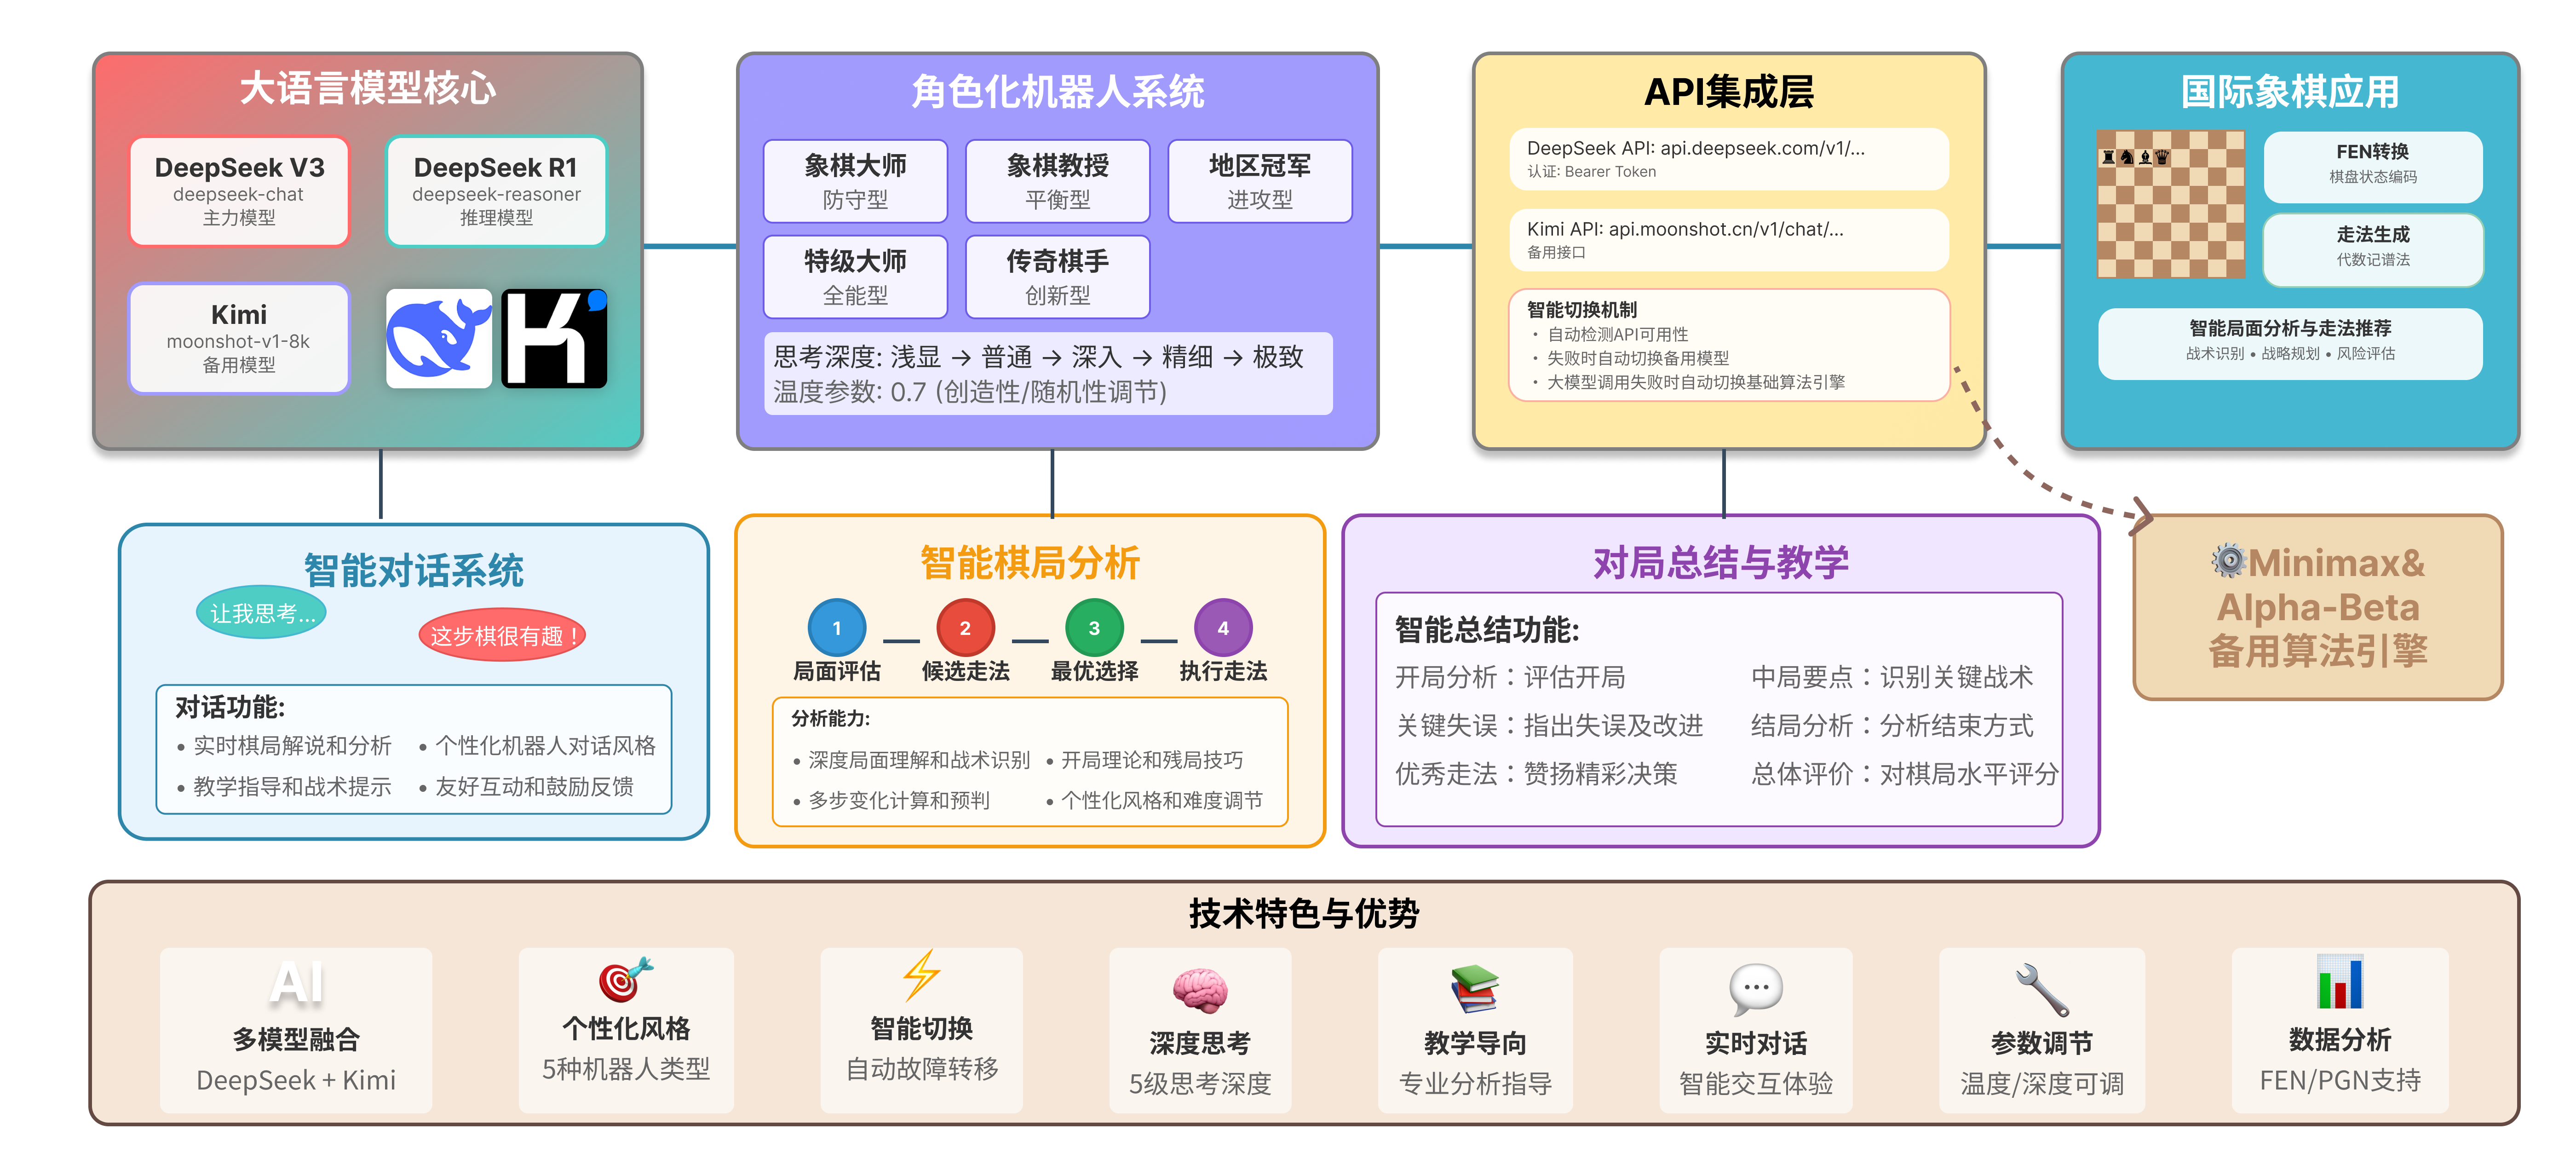 大语言模型核心
DeepSeek V3
deepseek-chat
主力模型
DeepSeek R1
deepseek-reasoner
推理模型
Kimi
moonshot-v1-8k
备用模型
K
角色化机器人系统
象棋大师
防守型
象棋教授
平衡型
地区冠军
进攻型
特级大师
全能型
传奇棋手
创新型
思考深度: 浅显 → 普通 → 深入 → 精细 → 极致
温度参数: 0.7 (创造性/随机性调节)
API集成层
DeepSeek API: api.deepseek.com/v1/...
认证: Bearer Token
Kimi API: api.moonshot.cn/v1/chat/...
备用接口
智能切换机制
• 自动检测API可用性
• 失败时自动切换备用模型
• 大模型调用失败时自动切换基础算法引擎
国际象棋应用
FEN转换
棋盘状态编码
走法生成
代数记谱法
智能局面分析与走法推荐
战术识别 • 战略规划 • 风险评估
智能对话系统
让我思考...
这步棋很有趣！
对话功能:
• 实时棋局解说和分析
• 个性化机器人对话风格
• 教学指导和战术提示
• 友好互动和鼓励反馈
智能棋局分析
1
2
3
4
局面评估
候选走法
最优选择
执行走法
分析能力:
• 深度局面理解和战术识别
• 开局理论和残局技巧
• 多步变化计算和预判
• 个性化风格和难度调节
对局总结与教学
智能总结功能:
开局分析：评估开局
中局要点：识别关键战术
关键失误：指出失误及改进
结局分析：分析结束方式
优秀走法：赞扬精彩决策
总体评价：对棋局水平评分
Minimax&
Alpha-Beta
备用算法引擎
技术特色与优势
AI
多模型融合
DeepSeek + Kimi
个性化风格
5种机器人类型
智能切换
自动故障转移
深度思考
5级思考深度
教学导向
专业分析指导
实时对话
智能交互体验
参数调节
温度/深度可调
数据分析
FEN/PGN支持